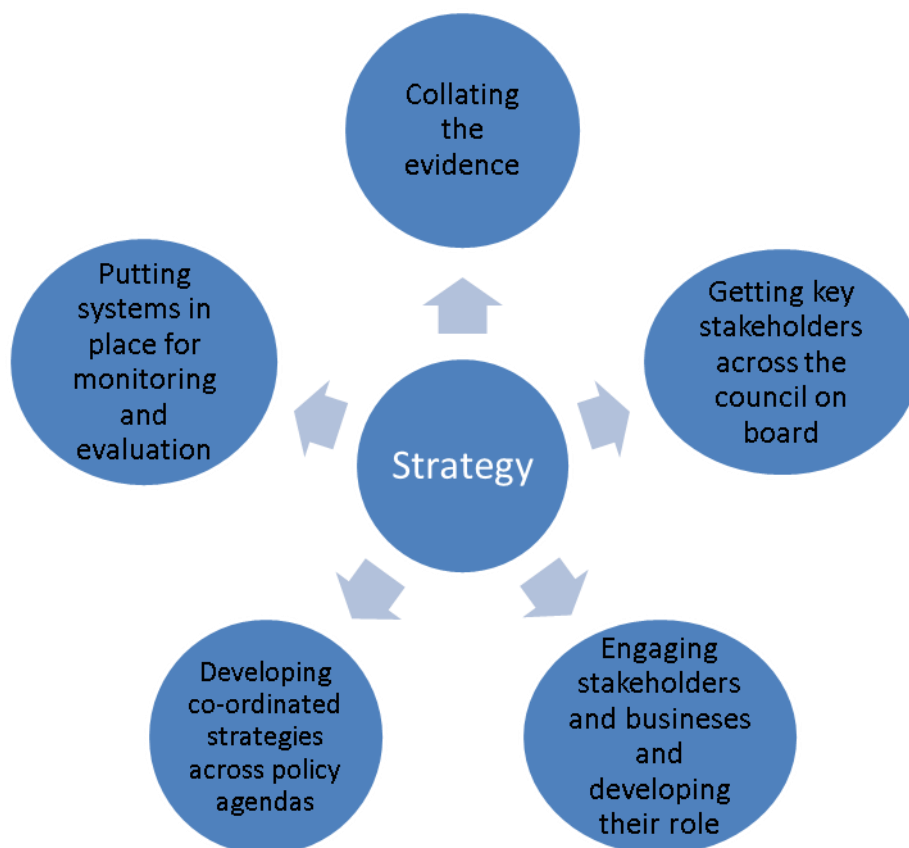 Collating
the
evidence
Getting key
stakeholders
across the
council on
board
Engaging
stakeholders
and busineses
and
developing
their role
Developing
co-ordinated
strategies
across policy
agendas
Putting
systems in
place for
monitoring
and
evaluation
Strategy